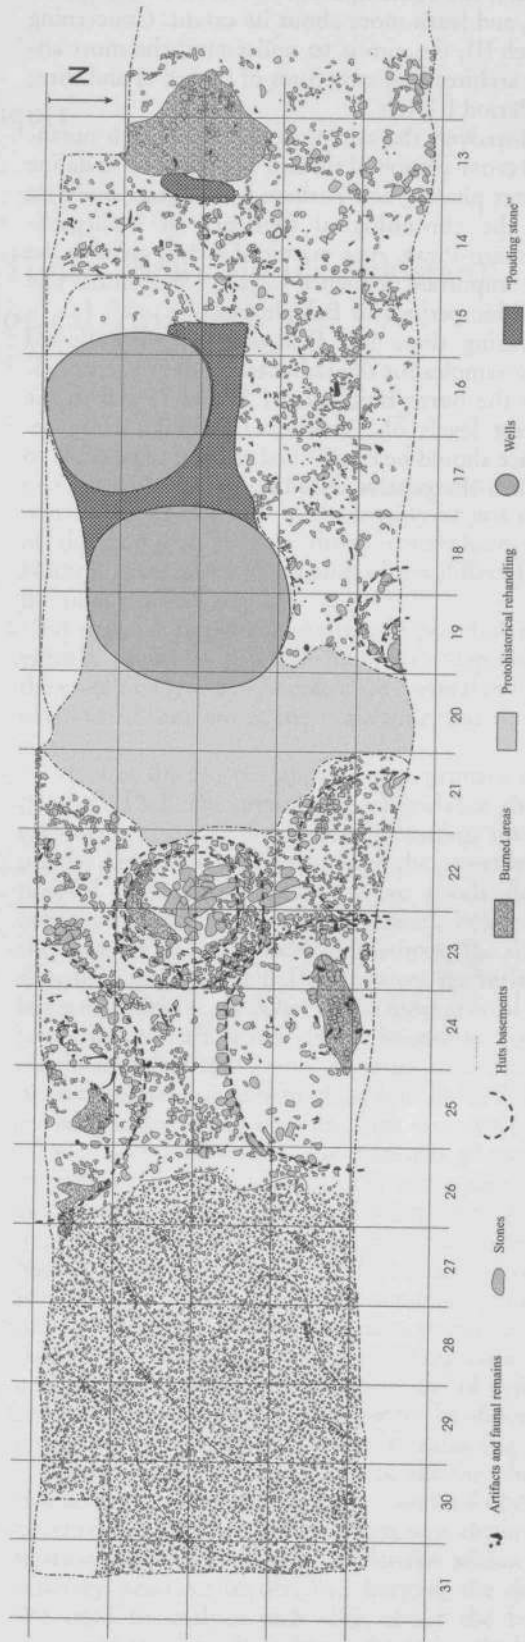 N
31 30 29 28 27 26 25 24 23 22 21 20 19 18 17 16 15 14 13
Artifacts and faunal remains
Stones
Huts basements
Burned areas
Protohistorical rehandling
Wells
"Pouding stone"